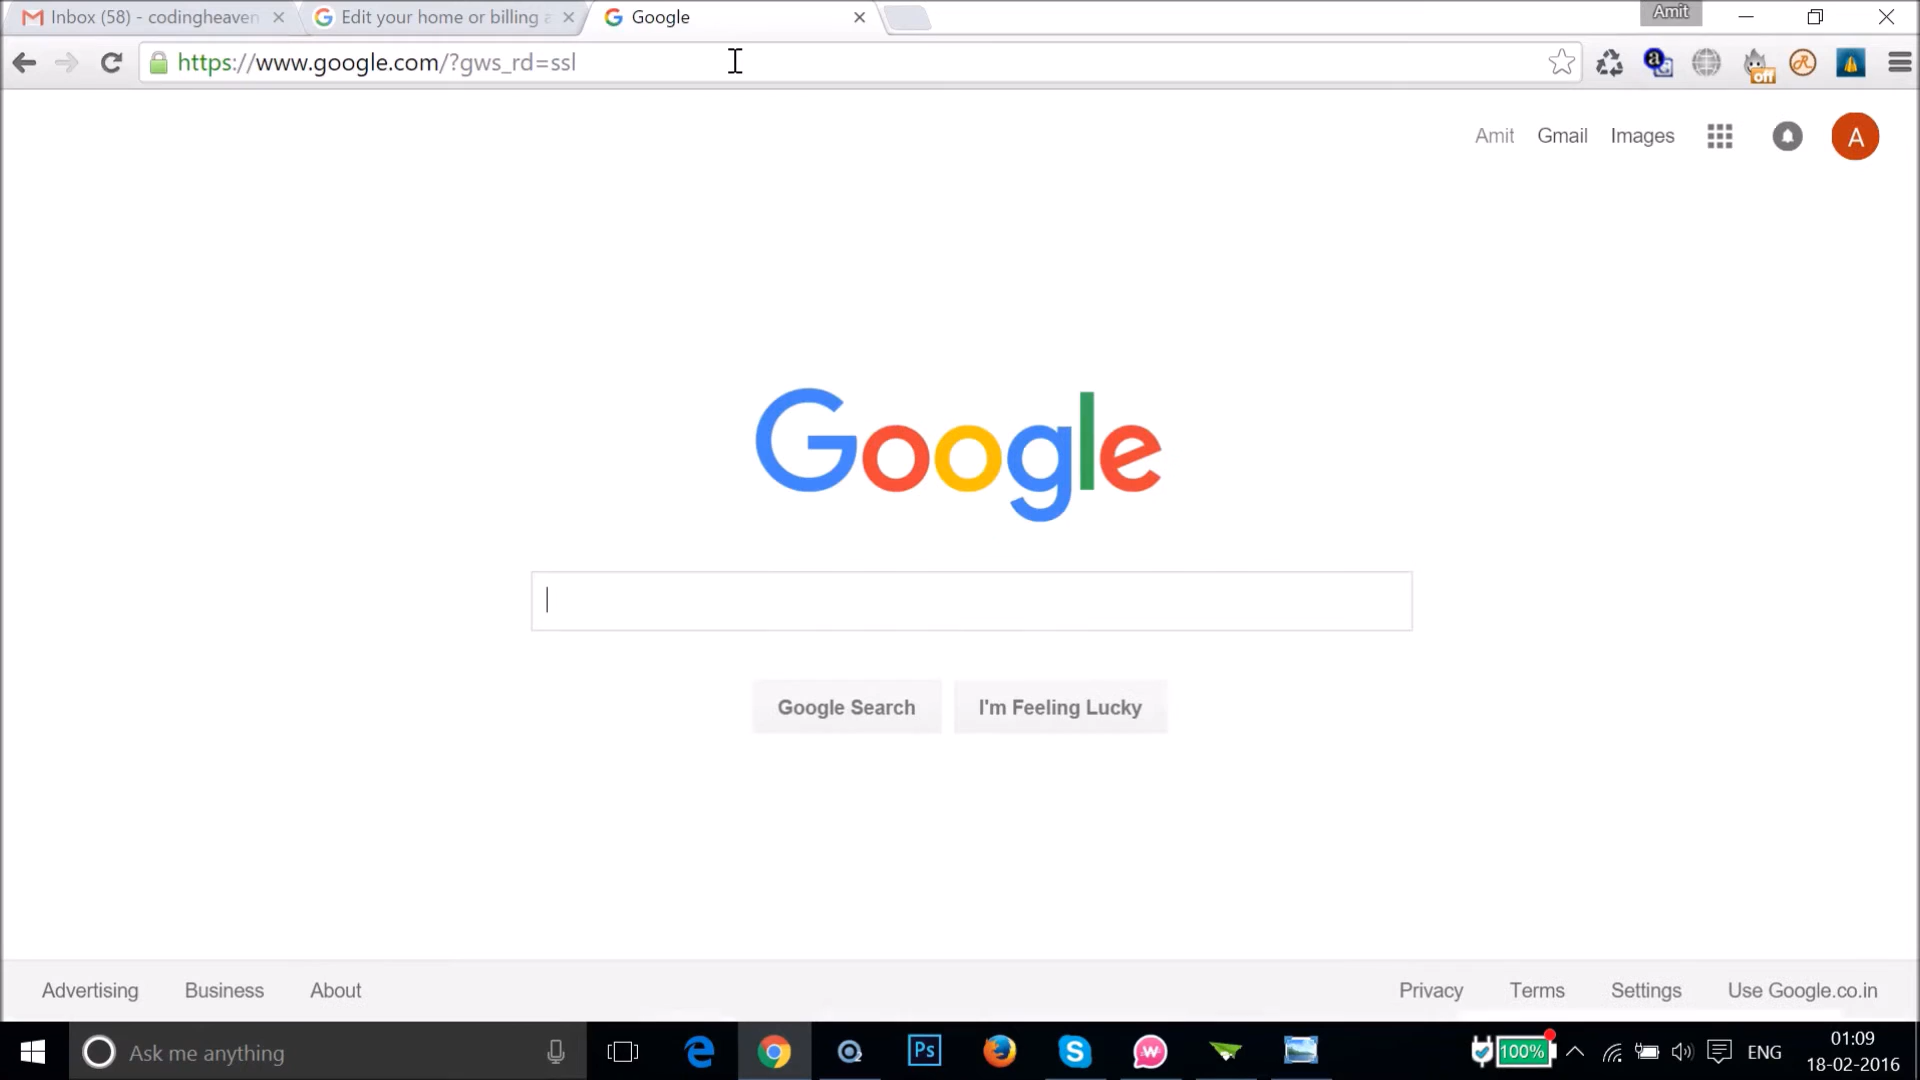 Inbox (58) - codingheaven
Edit your home or billing a
Google
Amit
https://www.google.com/?gws_rd=ssl
a
off
R
Amit
Gmail
Images
A
Google
Google Search
I'm Feeling Lucky
Advertising
Business
About
Privacy
Terms
Settings
Use Google.co.in
Ask me anything
Ps
100%
ENG
01:09
18-02-2016